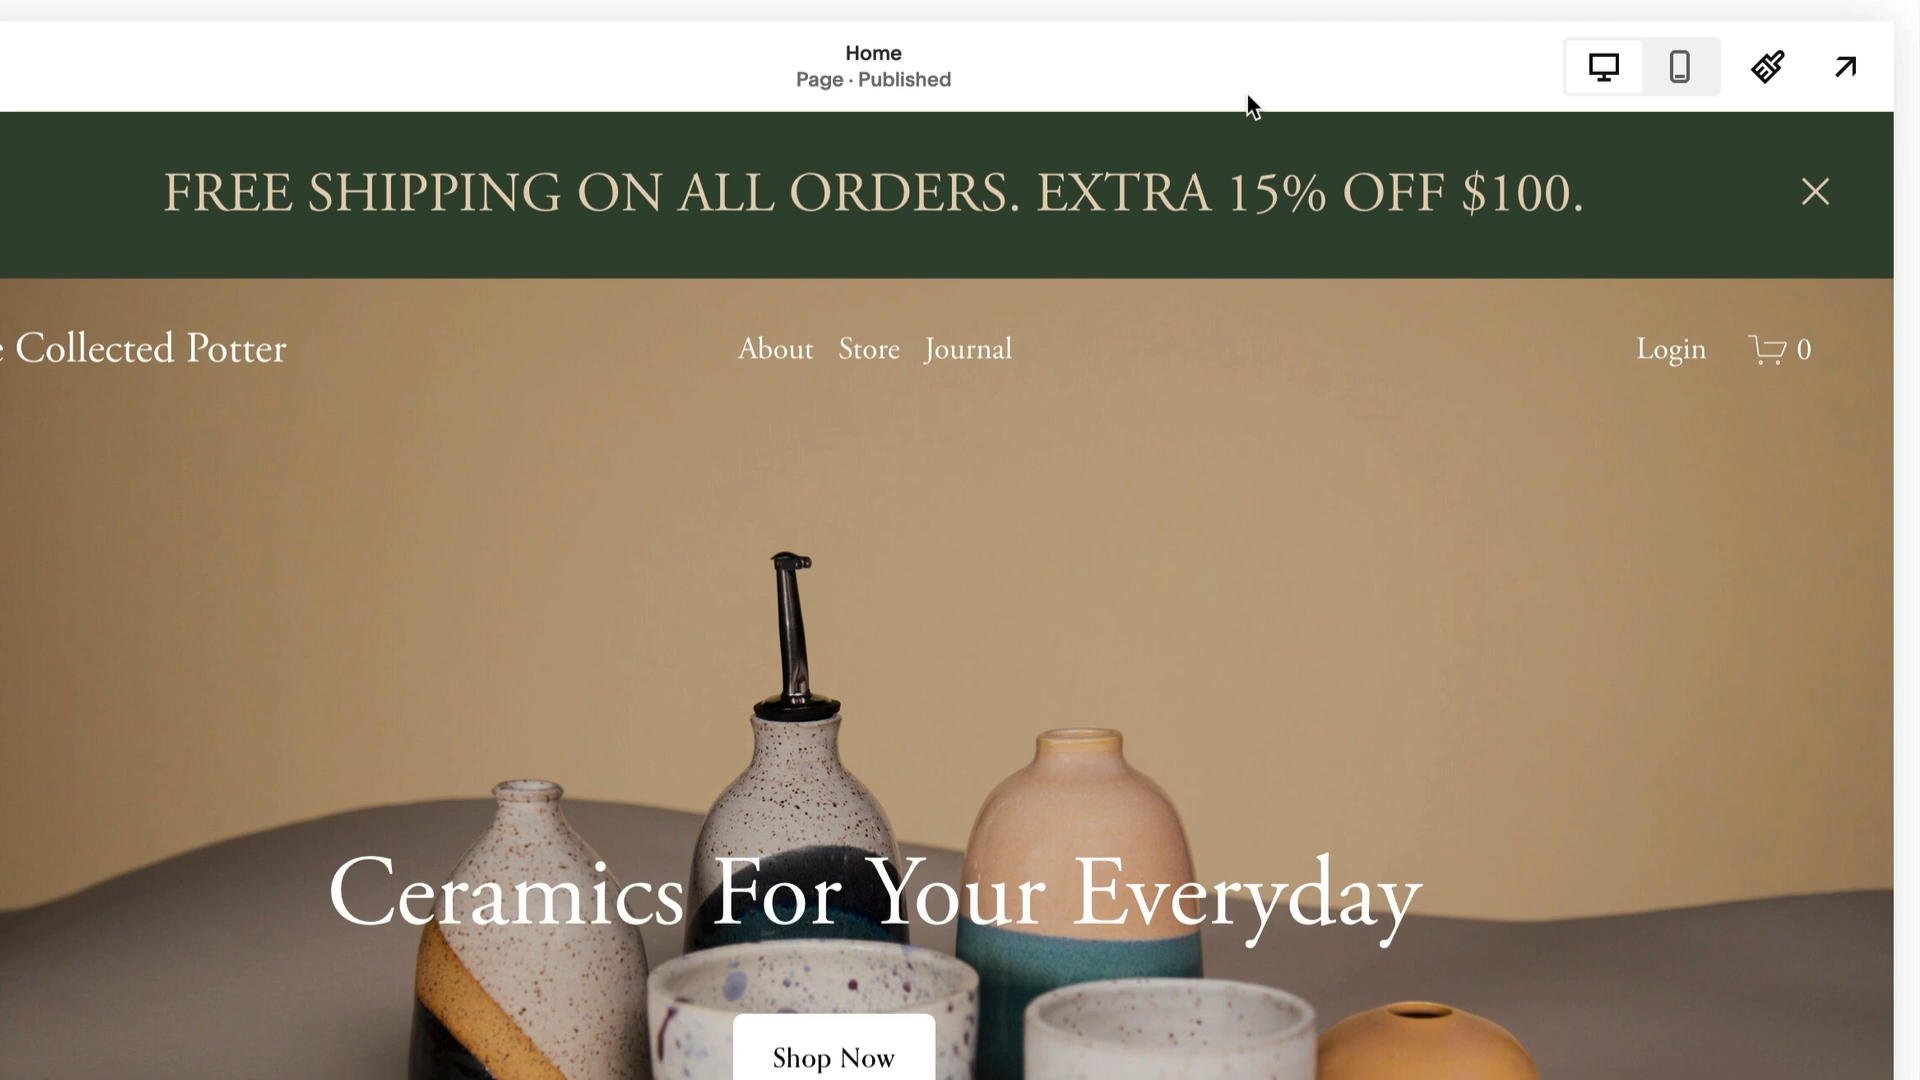 Home
Page · Published
FREE SHIPPING ON ALL ORDERS. EXTRA 15% OFF $100.
Collected Potter
About Store Journal
Login 0
Ceramics For Your Everyday
Shop Now